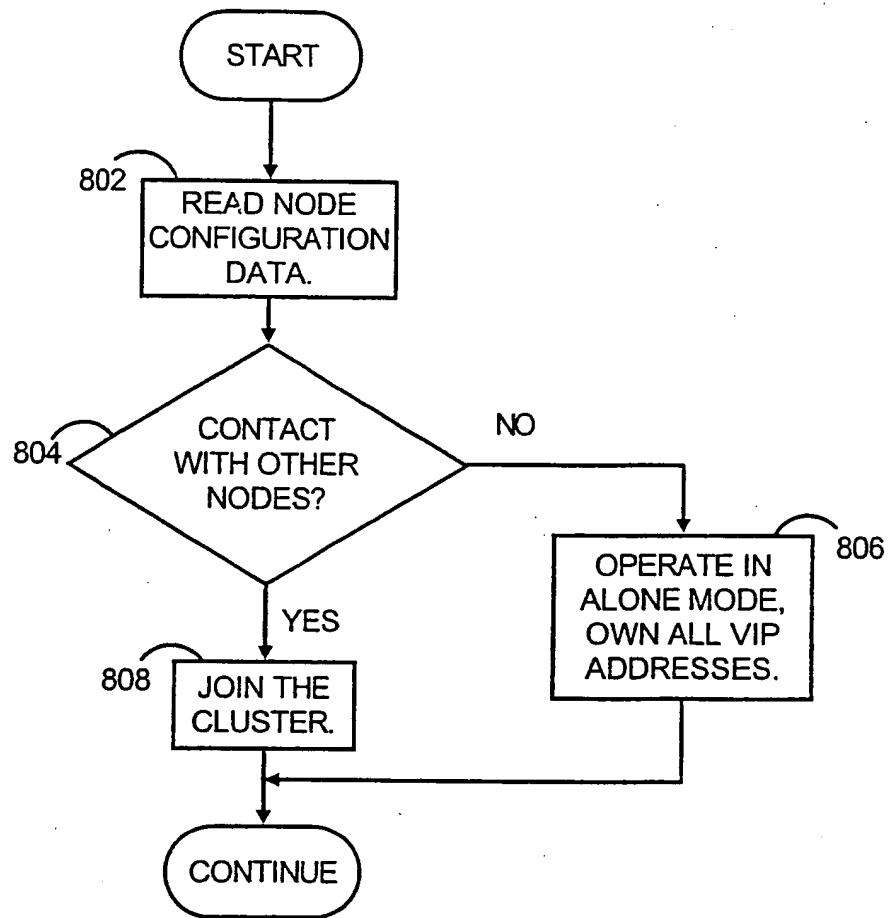 START
802
READ NODE
CONFIGURATION
DATA.
804
CONTACT
WITH OTHER
NODES?
NO
YES
806
OPERATE IN
ALONE MODE,
OWN ALL VIP
ADDRESSES.
808
JOIN THE
CLUSTER.
CONTINUE